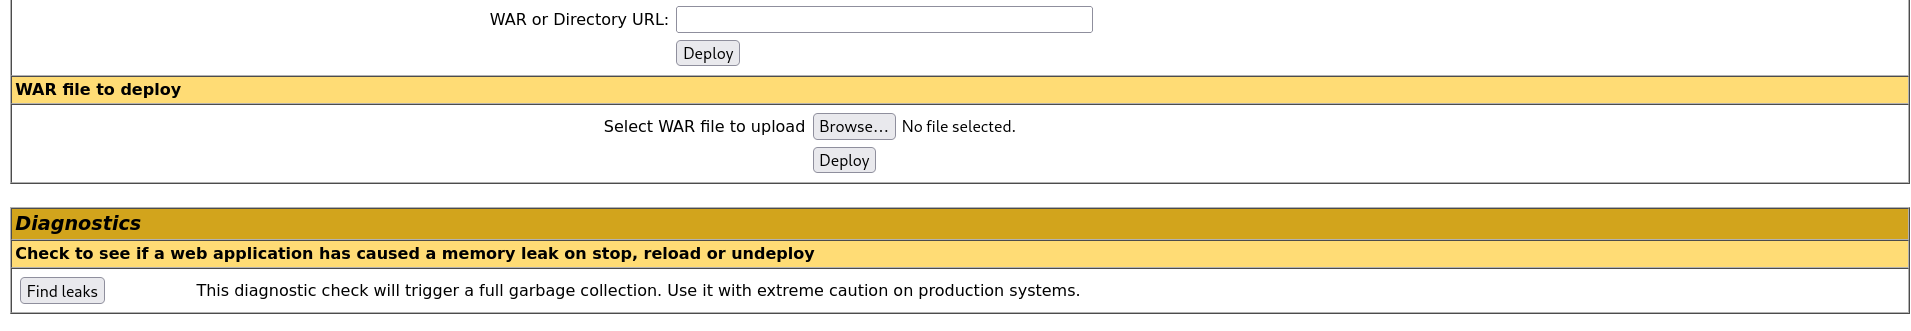 WAR or Directory URL:
Deploy
WAR file to deploy
Select WAR file to upload Browse... No file selected.
Deploy
Diagnostics
Check to see if a web application has caused a memory leak on stop, reload or undeploy
Find leaks This diagnostic check will trigger a full garbage collection. Use it with extreme caution on production systems.